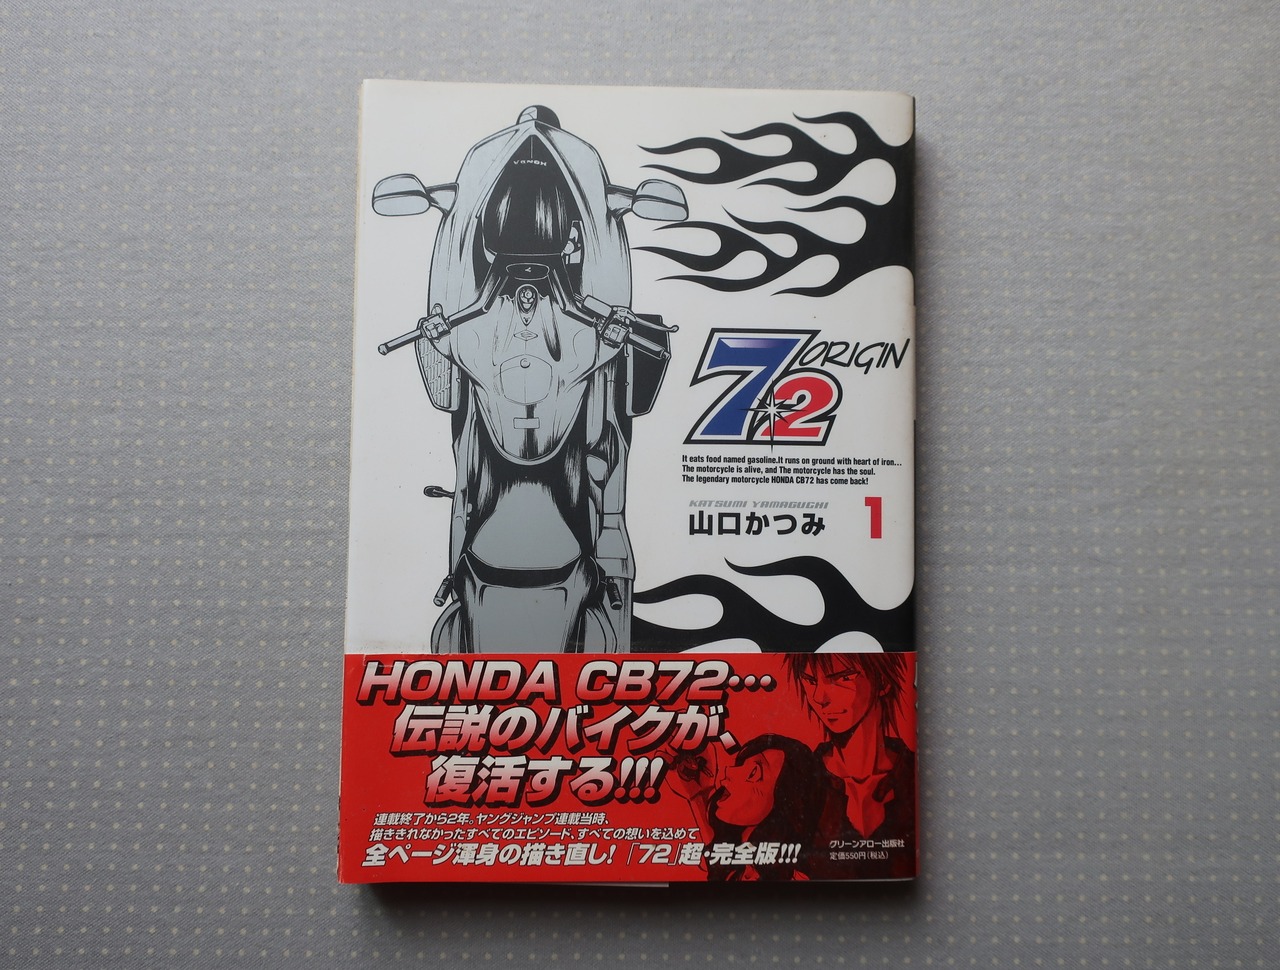 VANDH
72 ORIGIN
It eats food named gasoline.It runs on ground with heart of iron...
The motorcycle is alive, and The motorcycle has the soul.
The legendary motorcycle HONDA CB72 has come back!
KATSUMI YAMAGUCHI
山口かつみ
1
HONDA CB72…
伝説のバイクが、
復活する!!!
連載終了から2年。ヤングジャンプ連載当時、
描ききれなかったすべてのエピソード、すべての想いを込めて
全ページ渾身の描き直し!「72」超・完全版!!!
グリーンアロー出版社
定価550円(税込)